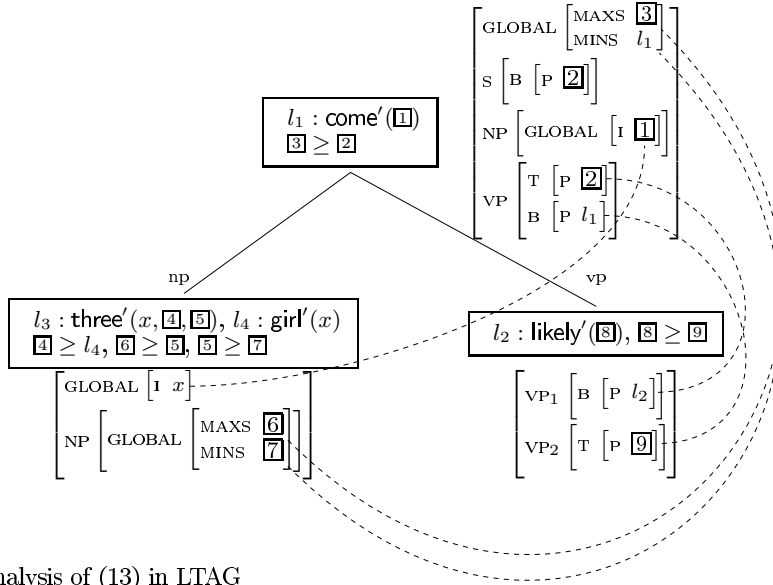 GLOBAL [MAXS 3
MINS l₁]
S [B [P 2]]
NP [GLOBAL [I 1]]
VP [T [P 2]
B [P l₁]]
l₁ : come′(1)
3 ≥ 2
np
vp
l₃ : three′(x, 4, 5), l₄ : girl′(x)
4 ≥ l₄, 6 ≥ 5, 5 ≥ 7
l₂ : likely′(8), 8 ≥ 9
GLOBAL [I x]
NP [GLOBAL [MAXS 6
MINS 7]]
VP₁ [B [P l₂]]
VP₂ [T [P 9]]
nalysis of (13) in LTAG